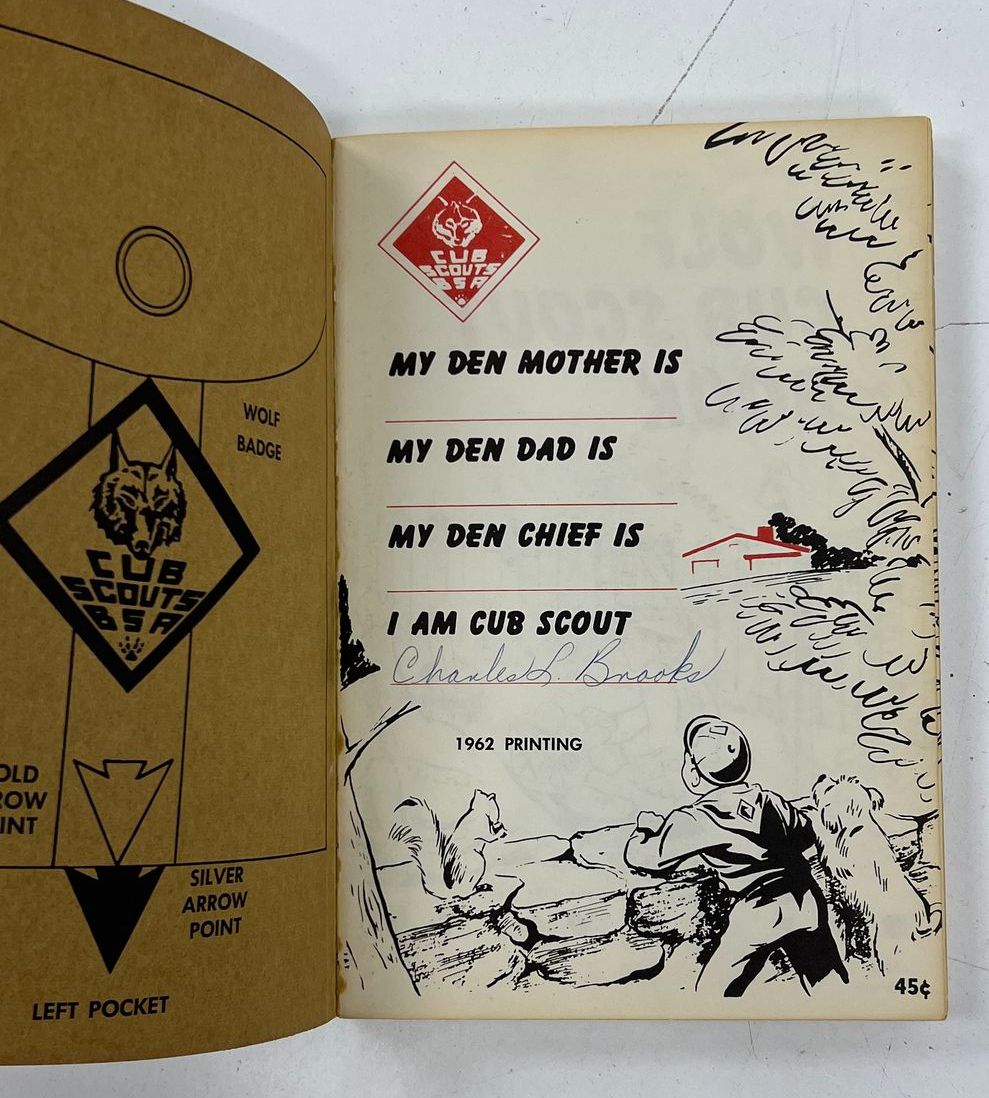 WOLF
BADGE
CUB
SCOUTS
BSA
OLD
ROW
INT
SILVER
ARROW
POINT
LEFT POCKET
CUB
SCOUTS
BSA
MY DEN MOTHER IS
MY DEN DAD IS
MY DEN CHIEF IS
I AM CUB SCOUT
Charles L. Brooks
1962 PRINTING
45¢